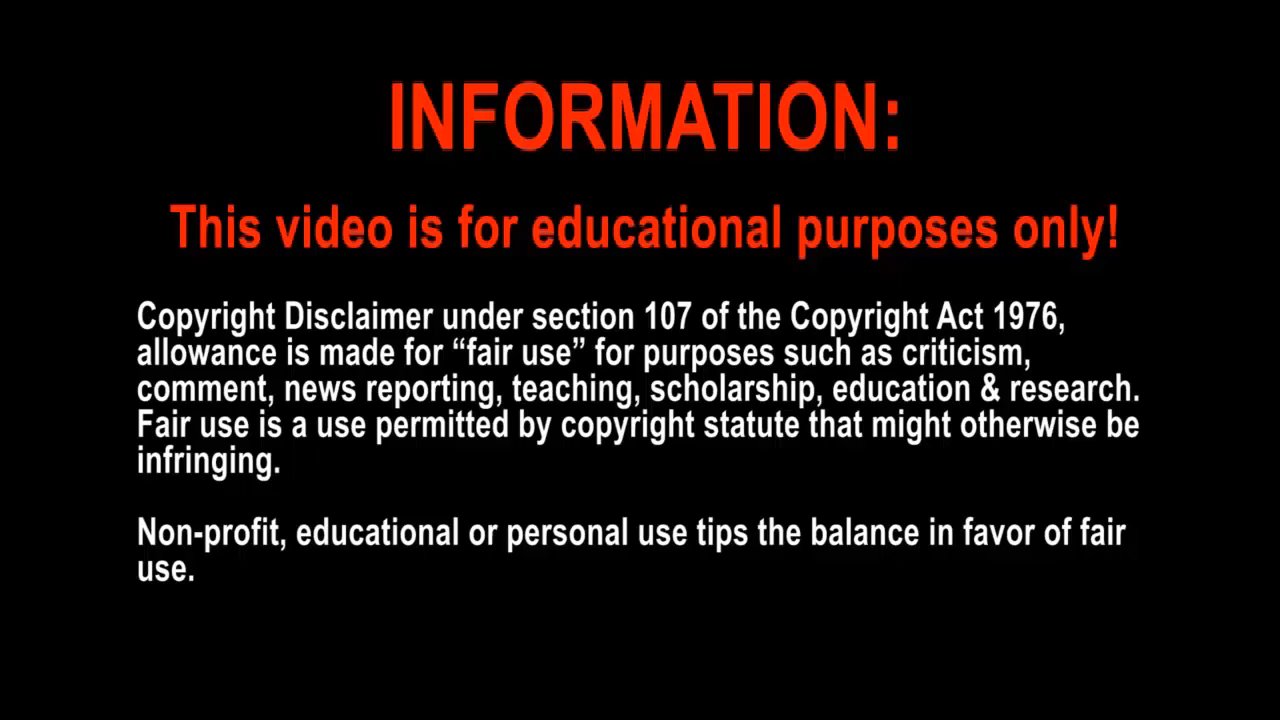 INFORMATION:
This video is for educational purposes only!
Copyright Disclaimer under section 107 of the Copyright Act 1976,
allowance is made for “fair use” for purposes such as criticism,
comment, news reporting, teaching, scholarship, education & research.
Fair use is a use permitted by copyright statute that might otherwise be
infringing.
Non-profit, educational or personal use tips the balance in favor of fair
use.